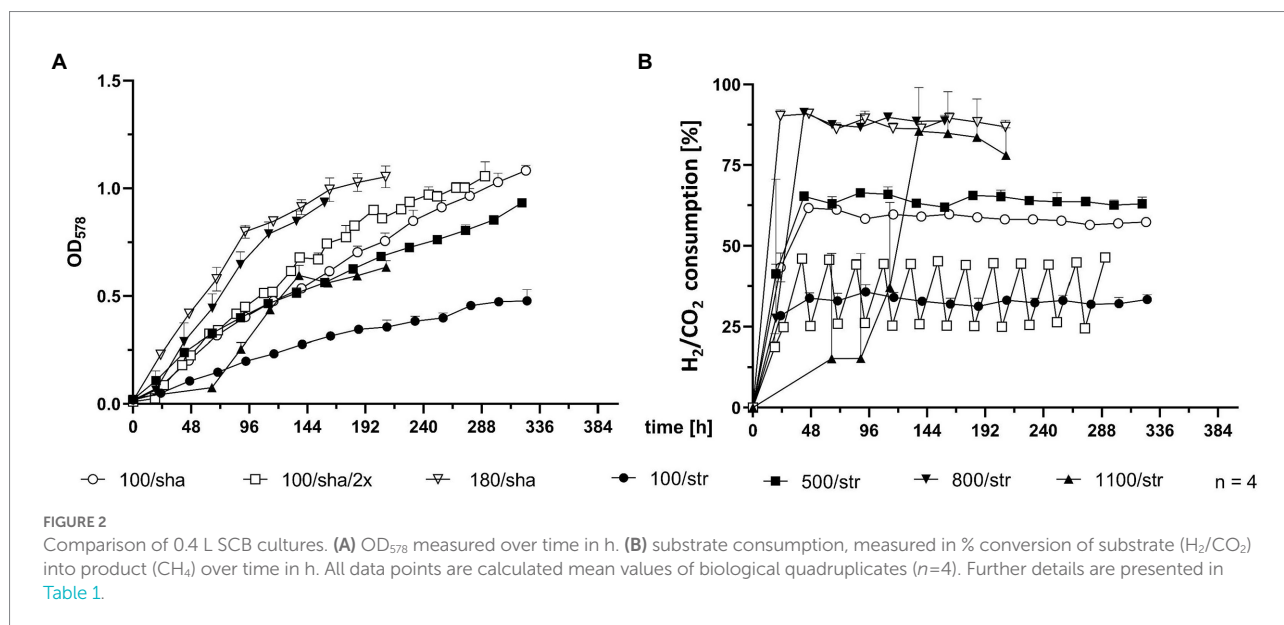 A
B
1.5
1.0
0.5
0.0
OD₅₇₈
0 48 96 144 192 240 288 336 384
time [h]
100
75
50
25
0
H₂/CO₂ consumption [%]
0 48 96 144 192 240 288 336 384
100/sha 100/sha/2x 180/sha 100/str 500/str 800/str 1100/str n = 4
FIGURE 2
Comparison of 0.4 L SCB cultures. (A) OD₅₇₈ measured over time in h. (B) substrate consumption, measured in % conversion of substrate (H₂/CO₂)
into product (CH₄) over time in h. All data points are calculated mean values of biological quadruplicates (n=4). Further details are presented in
Table 1.